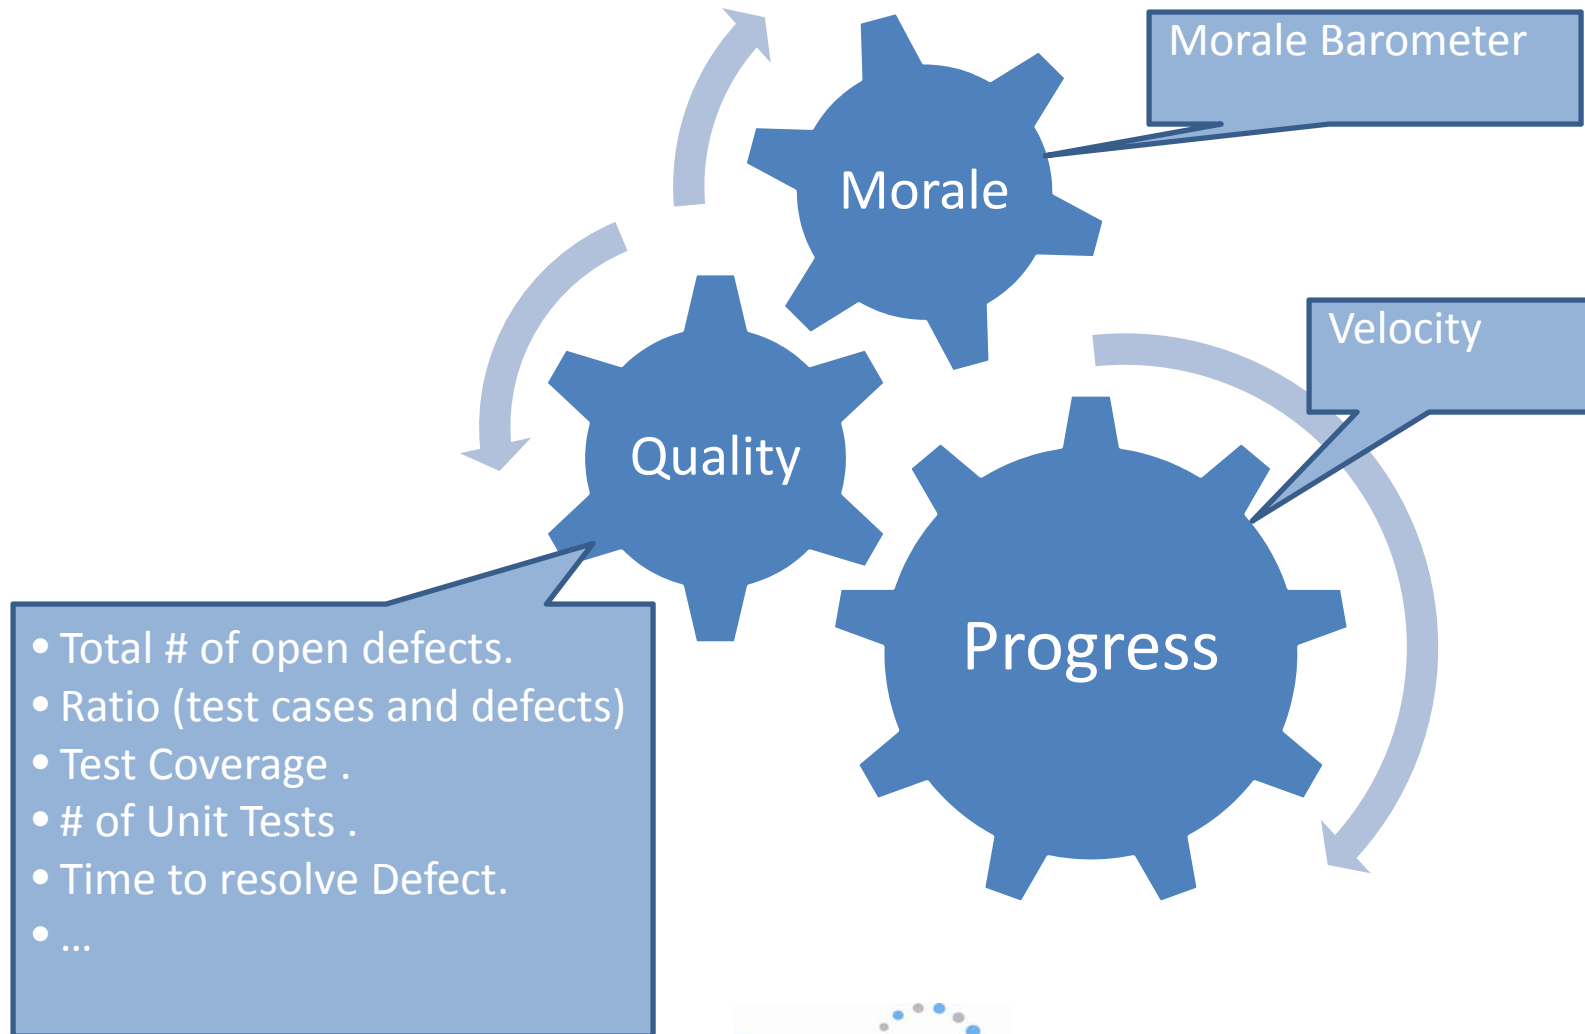 Morale Barometer
Morale
Velocity
Quality
Progress
• Total # of open defects.
• Ratio (test cases and defects)
• Test Coverage .
• # of Unit Tests .
• Time to resolve Defect.
• ...